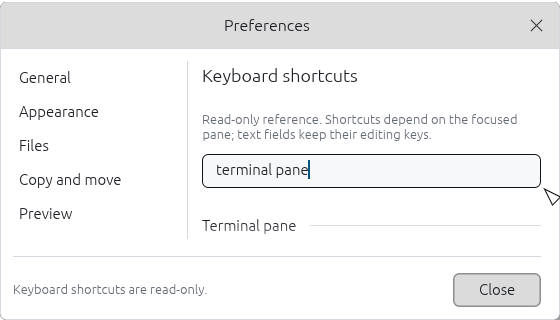 Preferences
General
Appearance
Files
Copy and move
Preview
Keyboard shortcuts
Read-only reference. Shortcuts depend on the focused
pane; text fields keep their editing keys.
terminal pane
Terminal pane
Keyboard shortcuts are read-only.
Close